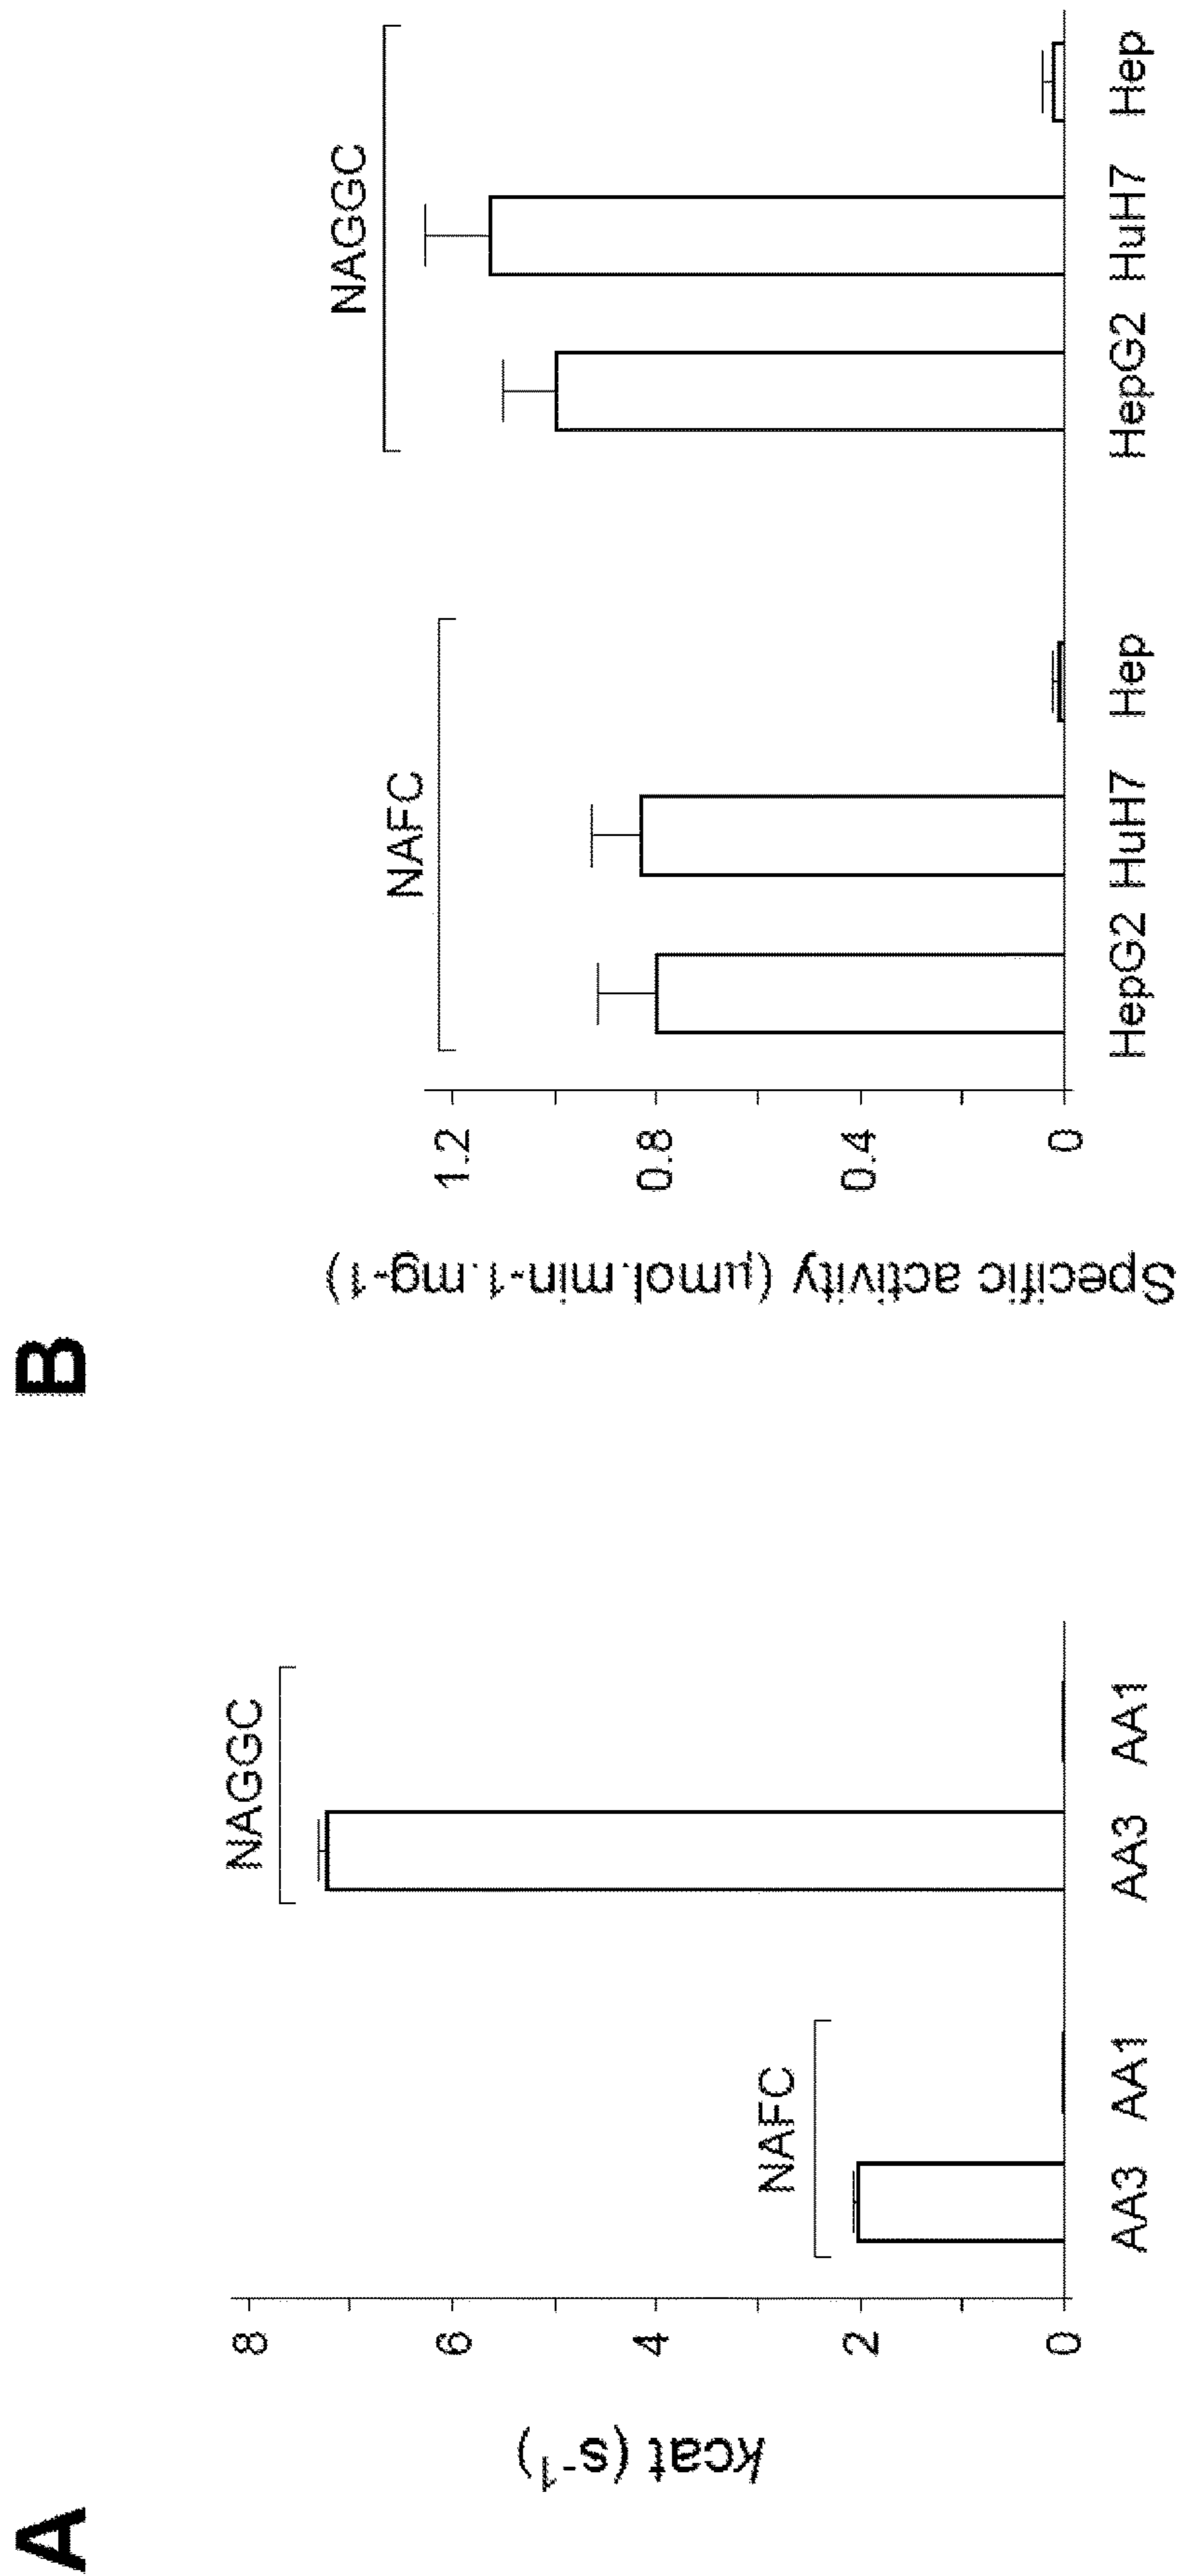 A
kcat (s-1)
8
6
4
2
0
NAFC
NAGGC
AA3 AA1 AA3 AA1
B
Specific activity (µmol.min-1.mg-1)
1.2
0.8
0.4
0
NAFC
NAGGC
HepG2 HuH7 Hep HepG2 HuH7 Hep